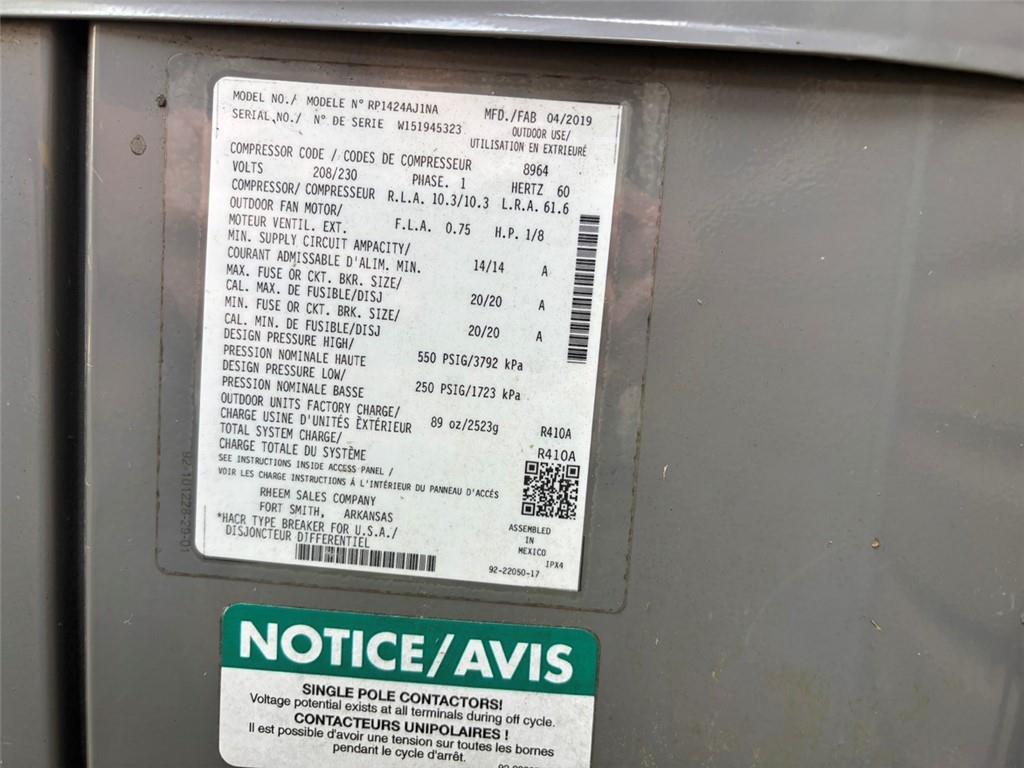 MODEL NO./ MODELE N° RP1424AJ1NA MFD./FAB 04/2019
SERIAL.NO./ N° DE SERIE W151945323 OUTDOOR USE/
UTILISATION EN EXTRIEURÉ
COMPRESSOR CODE / CODES DE COMPRESSEUR 8964
VOLTS 208/230 PHASE. 1 HERTZ 60
COMPRESSOR/ COMPRESSEUR R.L.A. 10.3/10.3 L.R.A. 61.6
OUTDOOR FAN MOTOR/
MOTEUR VENTIL. EXT. F.L.A. 0.75 H.P. 1/8
MIN. SUPPLY CIRCUIT AMPACITY/
COURANT ADMISSABLE D'ALIM. MIN. 14/14 A
MAX. FUSE OR CKT. BKR. SIZE/
CAL. MAX. DE FUSIBLE/DISJ 20/20 A
MIN. FUSE OR CKT. BRK. SIZE/
CAL. MIN. DE FUSIBLE/DISJ 20/20 A
DESIGN PRESSURE HIGH/
PRESSION NOMINALE HAUTE 550 PSIG/3792 kPa
DESIGN PRESSURE LOW/
PRESSION NOMINALE BASSE 250 PSIG/1723 kPa
OUTDOOR UNITS FACTORY CHARGE/
CHARGE USINE D'UNITÉS ÈXTÉRIEUR 89 oz/2523g R410A
TOTAL SYSTEM CHARGE/
CHARGE TOTALE DU SYSTÈME R410A
SEE INSTRUCTIONS INSIDE ACCESS PANEL /
VOIR LES CHARGE INSTRUCTIONS À L'INTÉRIEUR DU PANNEAU D'ACCÉS
RHEEM SALES COMPANY
FORT SMITH, ARKANSAS
*HACR TYPE BREAKER FOR U.S.A./
DISJONCTEUR DIFFERENTIEL
ASSEMBLED
IN
MEXICO
IPX4
92-22050-17
92-101228-29-01
NOTICE/AVIS
SINGLE POLE CONTACTORS!
Voltage potential exists at all terminals during off cycle.
CONTACTEURS UNIPOLAIRES !
Il est possible d'avoir une tension sur toutes les bornes
pendant le cycle d'arrêt.